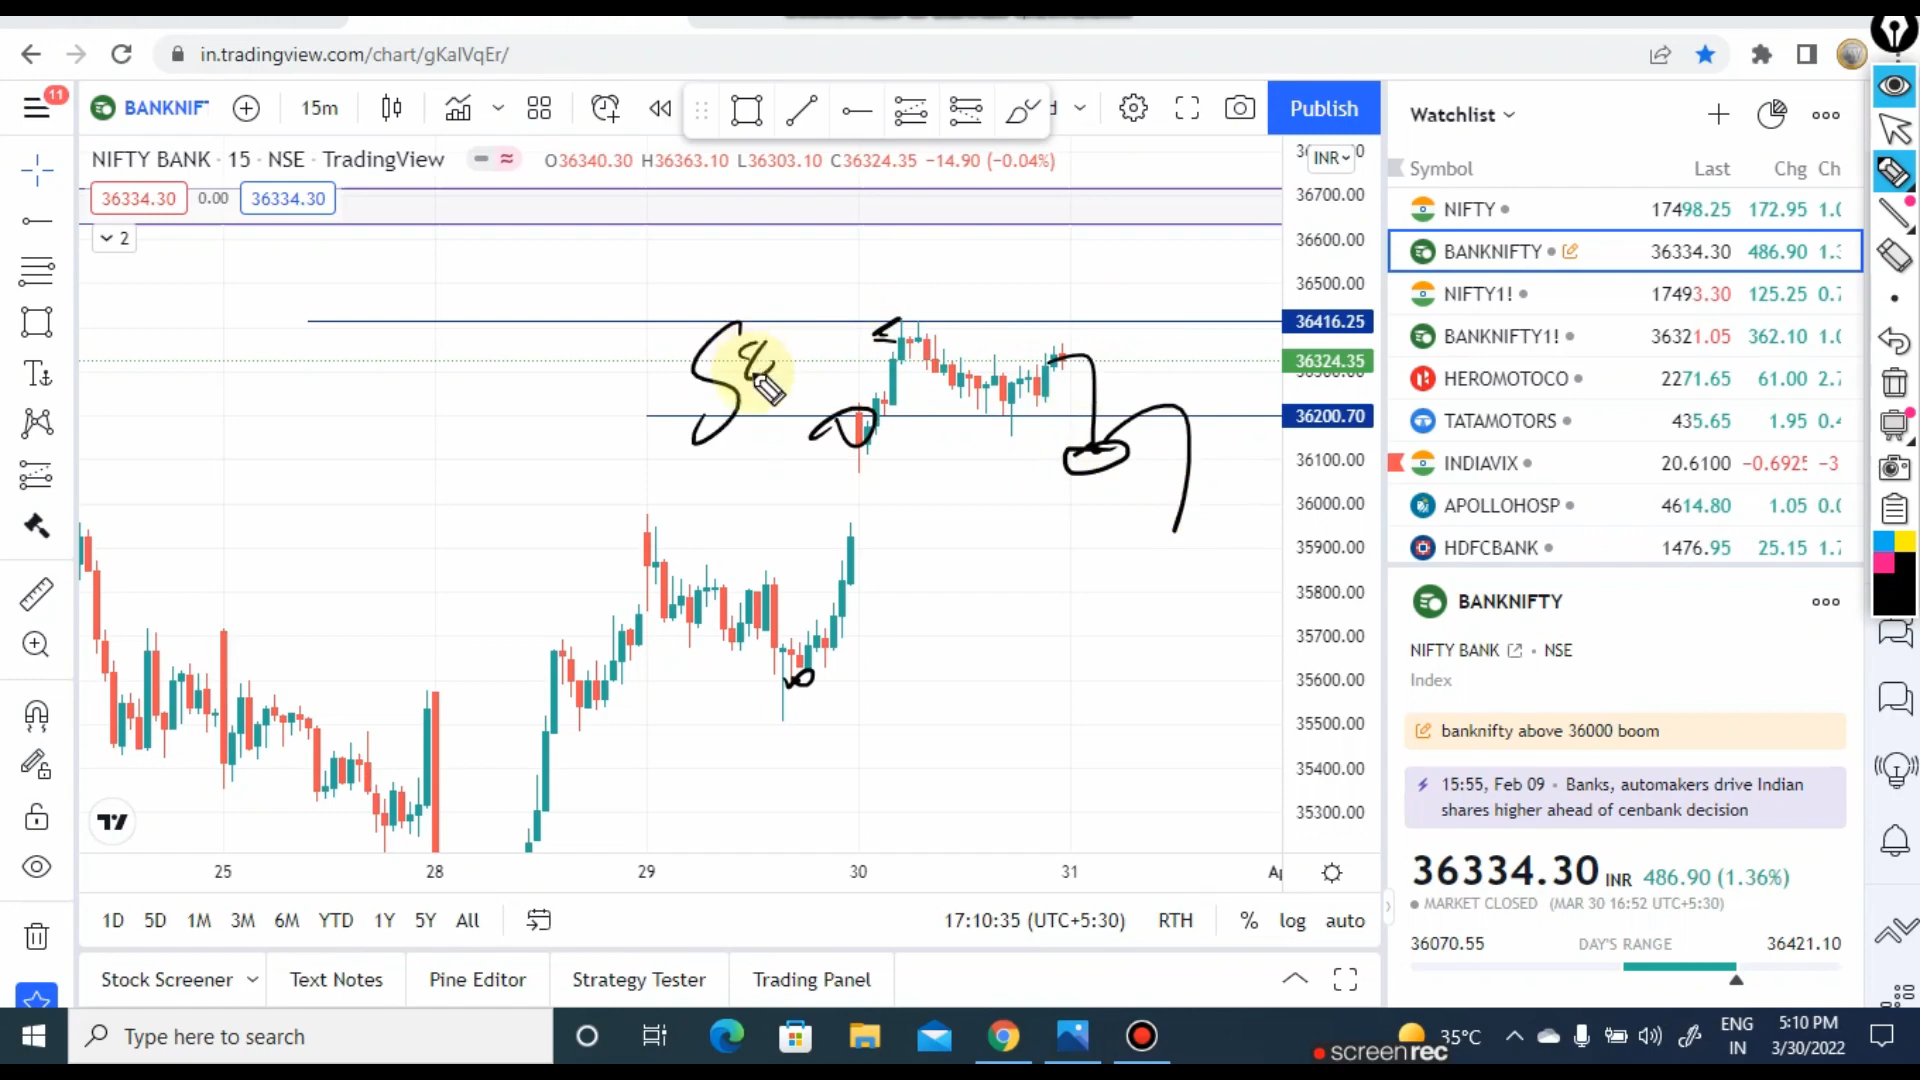 in.tradingview.com/chart/gKalVqEr/
11
BANKNIF
15m
Publish
NIFTY BANK · 15 · NSE · TradingView
O36340.30 H36363.10 L36303.10 C36324.35 −14.90 (−0.04%)
INR
36334.30 0.00 36334.30
2
36700.00
36600.00
36500.00
36416.25
36324.35
36200.70
36100.00
36000.00
35900.00
35800.00
35700.00
35600.00
35500.00
35400.00
35300.00
25 28 29 30 31
1D 5D 1M 3M 6M YTD 1Y 5Y All
17:10:35 (UTC+5:30) RTH % log auto
Stock Screener Text Notes Pine Editor Strategy Tester Trading Panel
Watchlist
Symbol Last Chg Ch
NIFTY 17498.25 172.95
BANKNIFTY 36334.30 486.90
NIFTY1! 17493.30 125.25
BANKNIFTY1! 36321.05 362.10
HEROMOTOCO 2271.65 61.00
TATAMOTORS 435.65 1.95
INDIAVIX 20.6100 −0.6925 −3
APOLLOHOSP 4614.80 1.05
HDFCBANK 1476.95 25.15
BANKNIFTY
NIFTY BANK · NSE
Index
banknifty above 36000 boom
15:55, Feb 09 · Banks, automakers drive Indian
shares higher ahead of cenbank decision
36334.30 INR 486.90 (1.36%)
MARKET CLOSED (MAR 30 16:52 UTC+5:30)
36070.55 DAY'S RANGE 36421.10
Type here to search
35°C
ENG
IN
5:10 PM
3/30/2022
screenrec